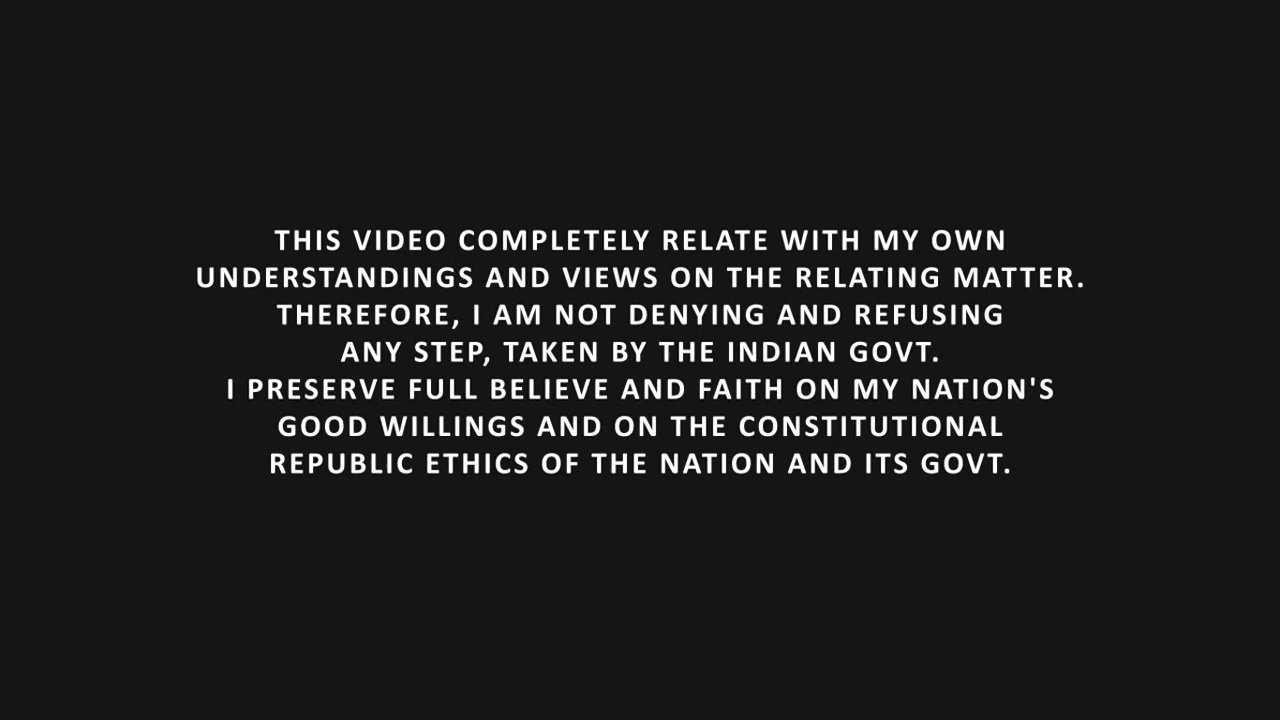 THIS VIDEO COMPLETELY RELATE WITH MY OWN
UNDERSTANDINGS AND VIEWS ON THE RELATING MATTER.
THEREFORE, I AM NOT DENYING AND REFUSING
ANY STEP, TAKEN BY THE INDIAN GOVT.
I PRESERVE FULL BELIEVE AND FAITH ON MY NATION'S
GOOD WILLINGS AND ON THE CONSTITUTIONAL
REPUBLIC ETHICS OF THE NATION AND ITS GOVT.